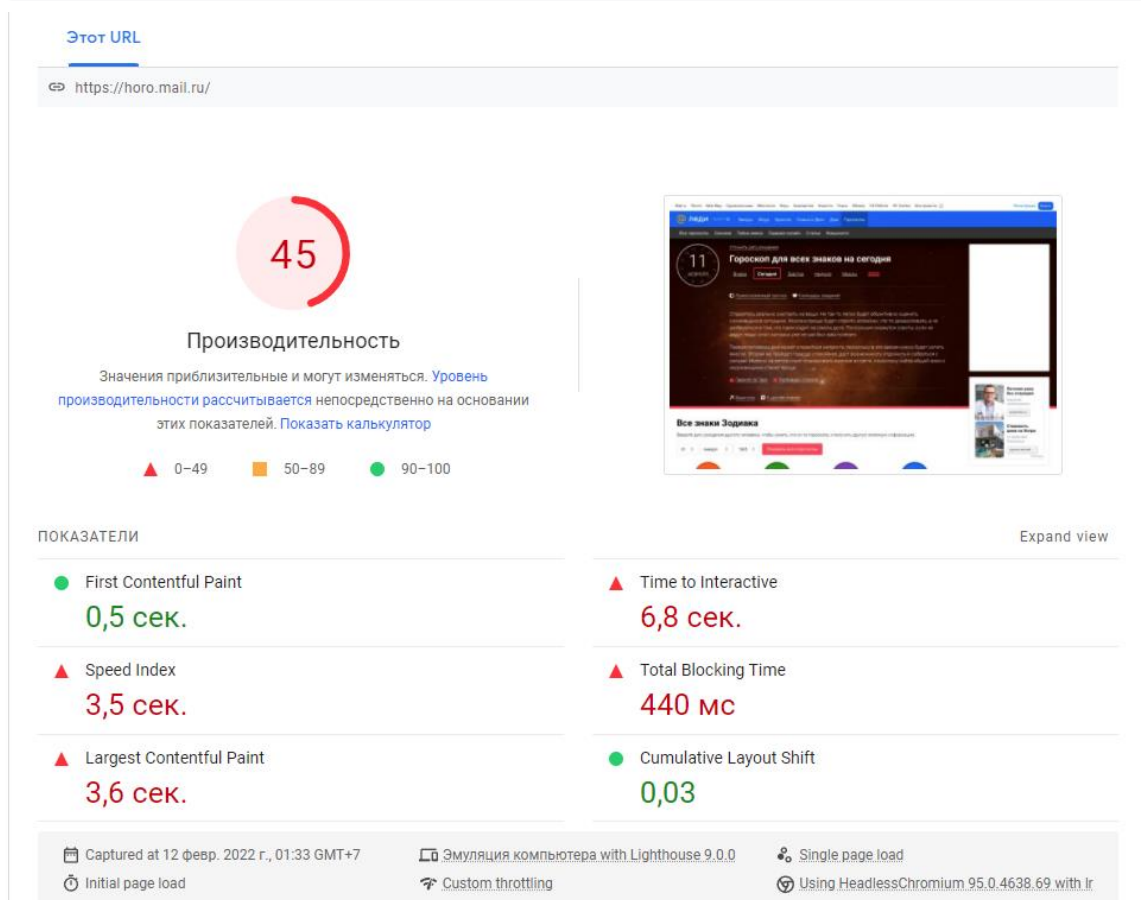 Этот URL
https://horo.mail.ru/
45
Производительность
Значения приблизительные и могут изменяться. Уровень
производительности рассчитывается непосредственно на основании
этих показателей. Показать калькулятор
0–49
50–89
90–100
11
Гороскоп для всех знаков на сегодня
Все знаки Зодиака
ПОКАЗАТЕЛИ
Expand view
First Contentful Paint
0,5 сек.
Time to Interactive
6,8 сек.
Speed Index
3,5 сек.
Total Blocking Time
440 мс
Largest Contentful Paint
3,6 сек.
Cumulative Layout Shift
0,03
Captured at 12 февр. 2022 г., 01:33 GMT+7
Эмуляция компьютера with Lighthouse 9.0.0
Single page load
Initial page load
Custom throttling
Using HeadlessChromium 95.0.4638.69 with lr